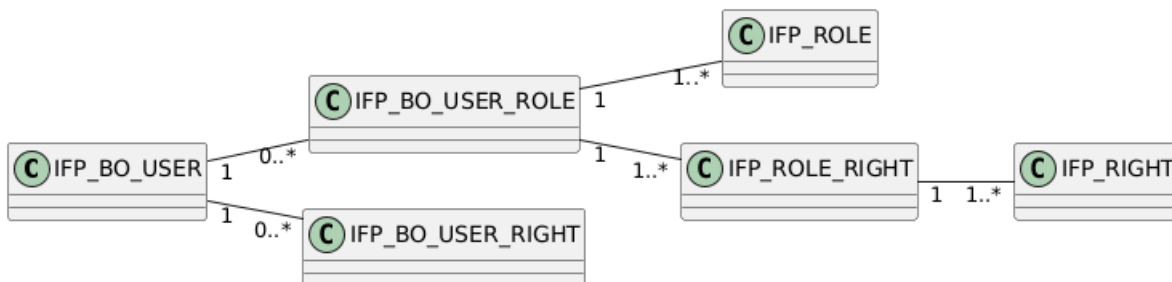 C IFP_ROLE
1..*
C IFP_BO_USER_ROLE
1
1
C IFP_BO_USER
0..*
1
1
0..*
1..*
C IFP_ROLE_RIGHT
1
1..*
C IFP_RIGHT
C IFP_BO_USER_RIGHT